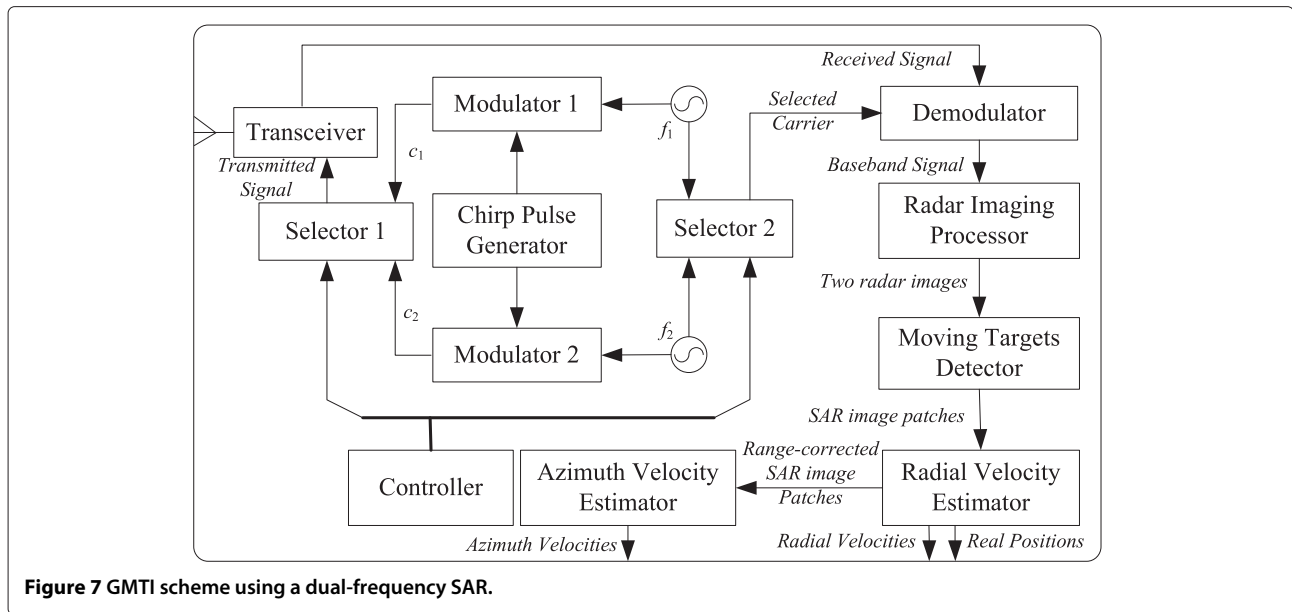 Received Signal
Modulator 1
Selected
Carrier
Demodulator
Transceiver
f1
Transmitted
Signal
c1
Baseband Signal
Selector 1
Chirp Pulse
Generator
Selector 2
Radar Imaging
Processor
Two radar images
c2
f2
Modulator 2
Moving Targets
Detector
SAR image patches
Controller
Azimuth Velocity
Estimator
Range-corrected
SAR image
Patches
Radial Velocity
Estimator
Azimuth Velocities
Radial Velocities
Real Positions
Figure 7 GMTI scheme using a dual-frequency SAR.